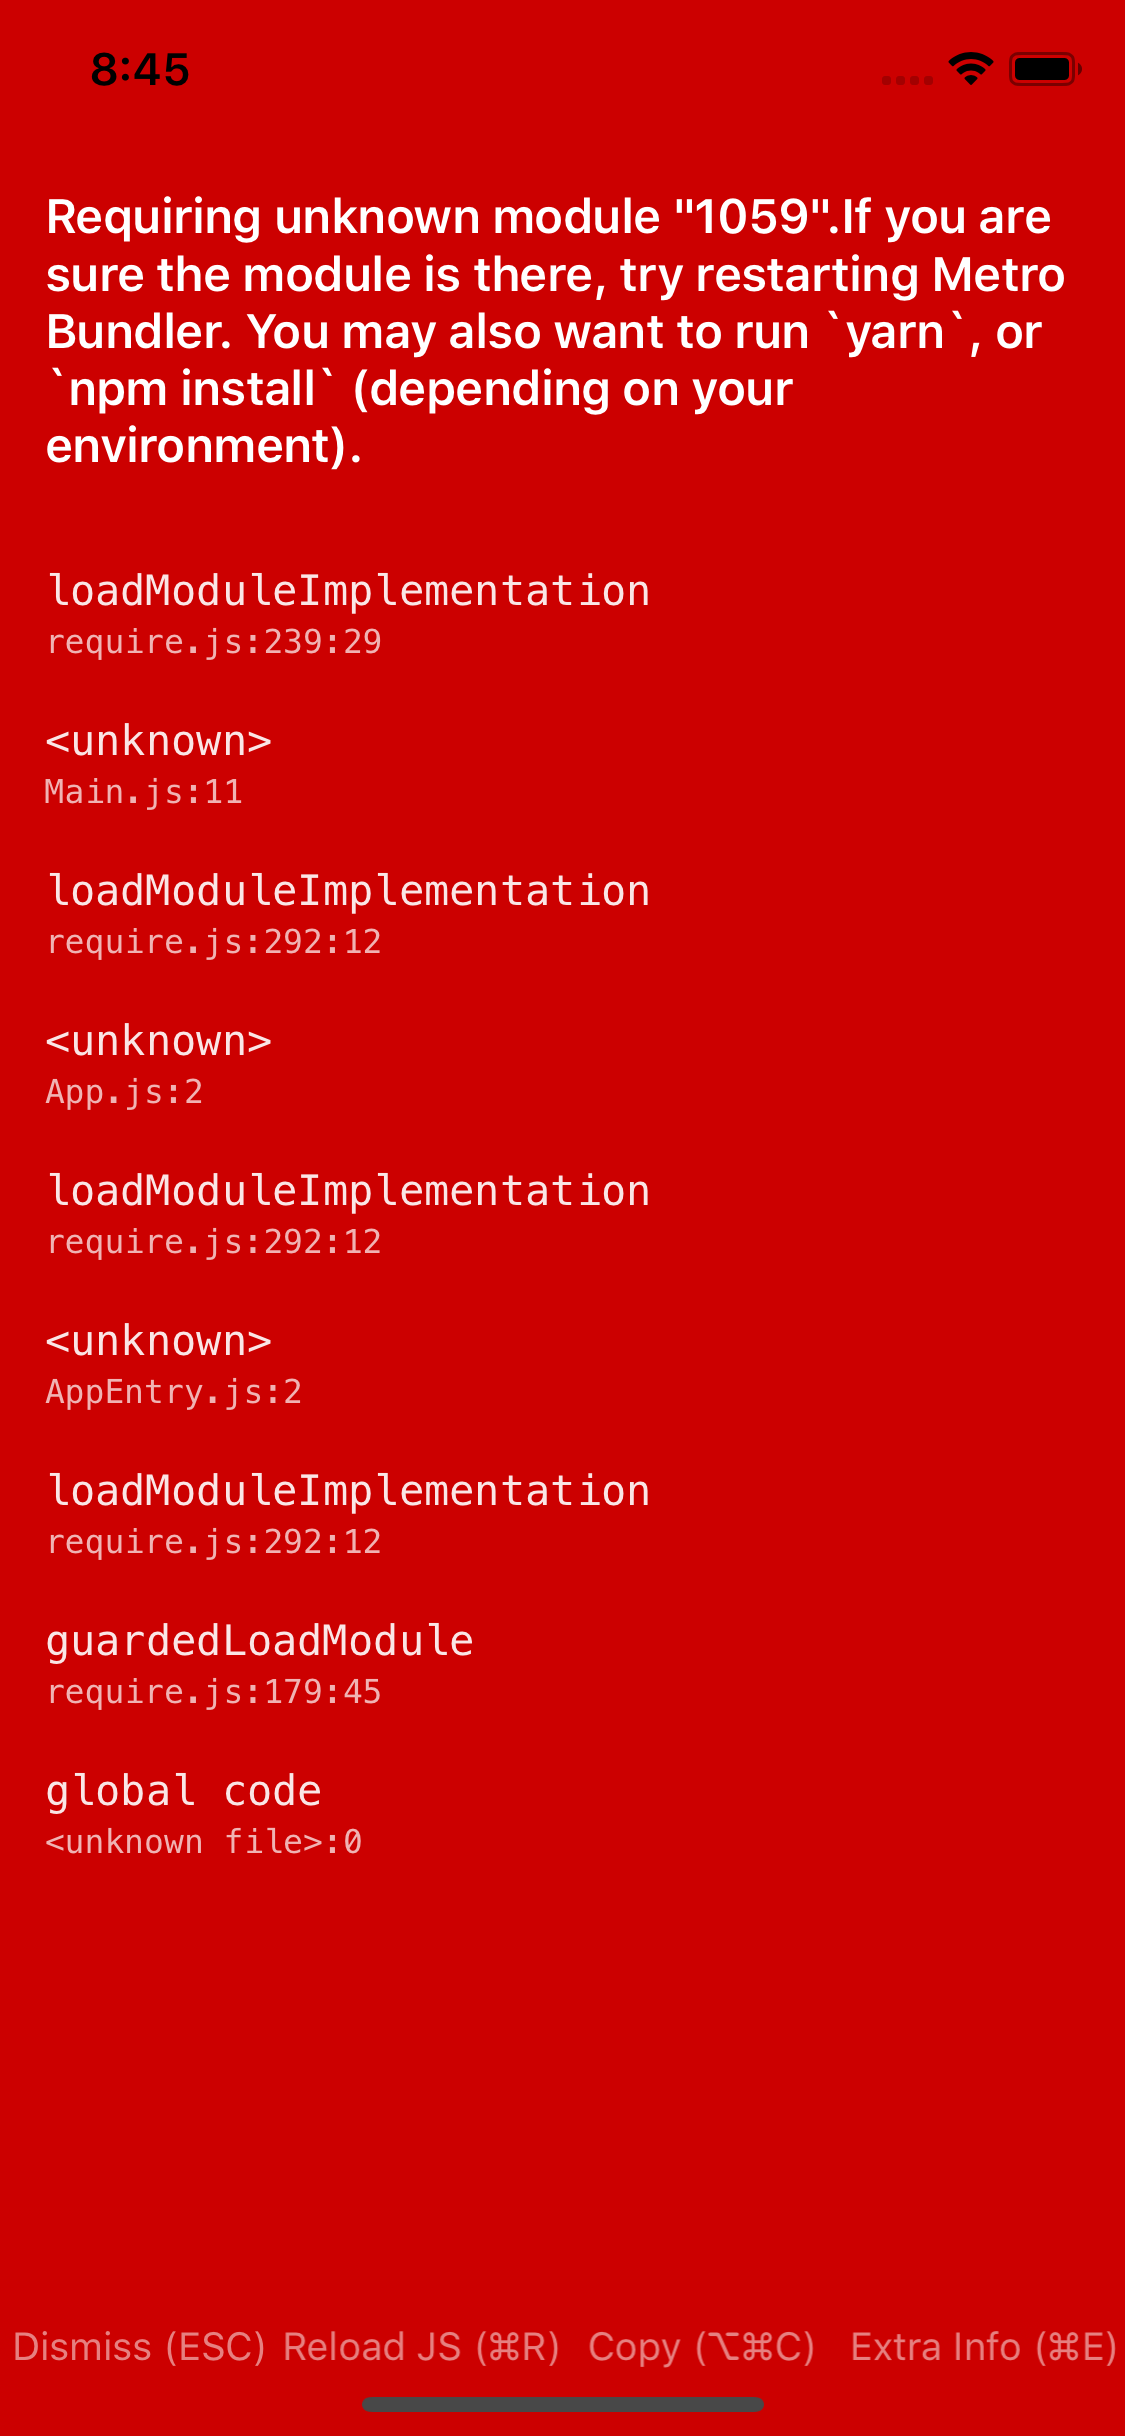 8:45
Requiring unknown module "1059".If you are
sure the module is there, try restarting Metro
Bundler. You may also want to run `yarn`, or
`npm install` (depending on your
environment).
loadModuleImplementation
require.js:239:29
<unknown>
Main.js:11
loadModuleImplementation
require.js:292:12
<unknown>
App.js:2
loadModuleImplementation
require.js:292:12
<unknown>
AppEntry.js:2
loadModuleImplementation
require.js:292:12
guardedLoadModule
require.js:179:45
global code
<unknown file>:0
Dismiss (ESC) Reload JS (⌘R) Copy (⌥⌘C) Extra Info (⌘E)